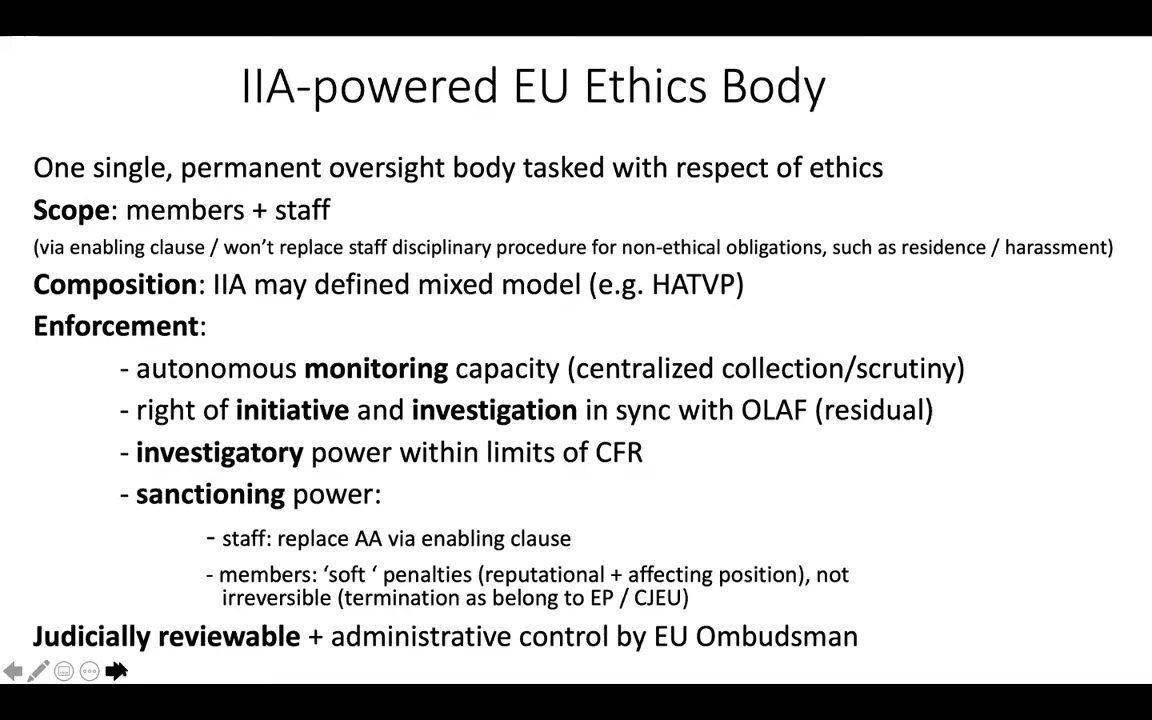 IIA-powered EU Ethics Body
One single, permanent oversight body tasked with respect of ethics
Scope: members + staff
(via enabling clause / won't replace staff disciplinary procedure for non-ethical obligations, such as residence / harassment)
Composition: IIA may defined mixed model (e.g. HATVP)
Enforcement:
- autonomous monitoring capacity (centralized collection/scrutiny)
- right of initiative and investigation in sync with OLAF (residual)
- investigatory power within limits of CFR
- sanctioning power:
- staff: replace AA via enabling clause
- members: 'soft ' penalties (reputational + affecting position), not
irreversible (termination as belong to EP / CJEU)
Judicially reviewable + administrative control by EU Ombudsman